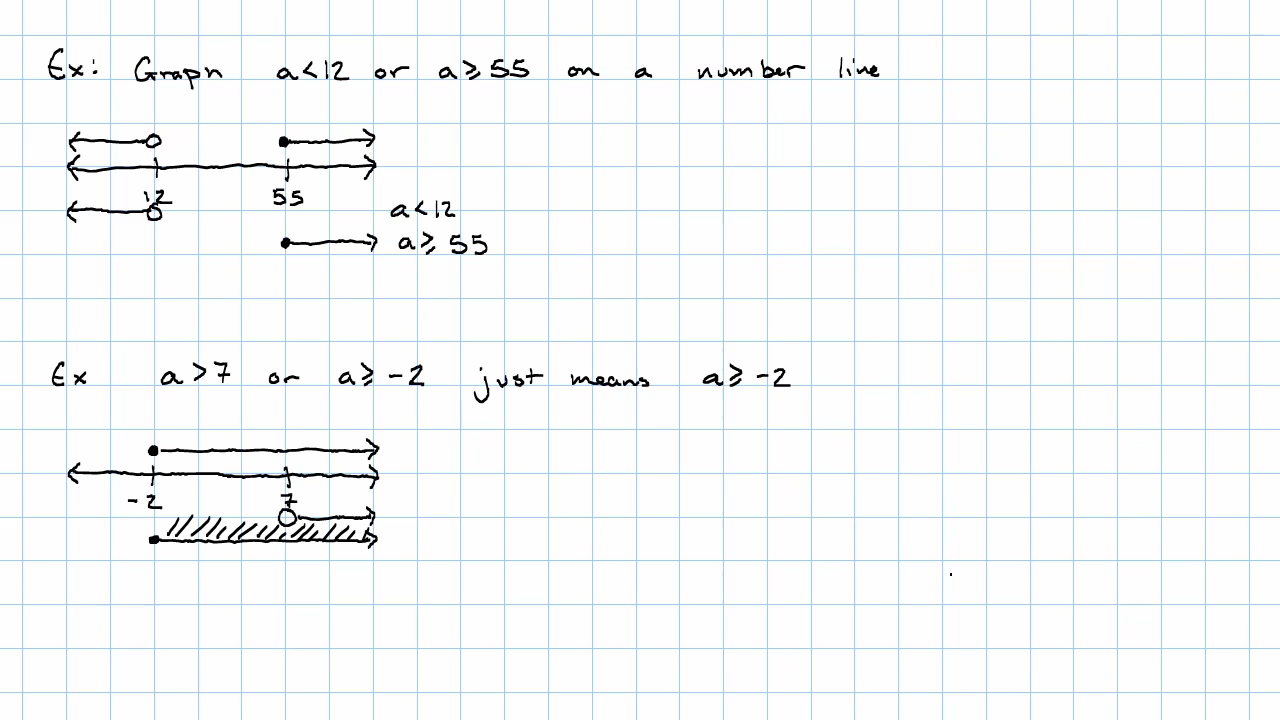 Ex: Graph a<12 or a≥55 on a number line
12 55
a<12
a≥55
Ex a>7 or a≥-2 just means a≥-2
-2 7